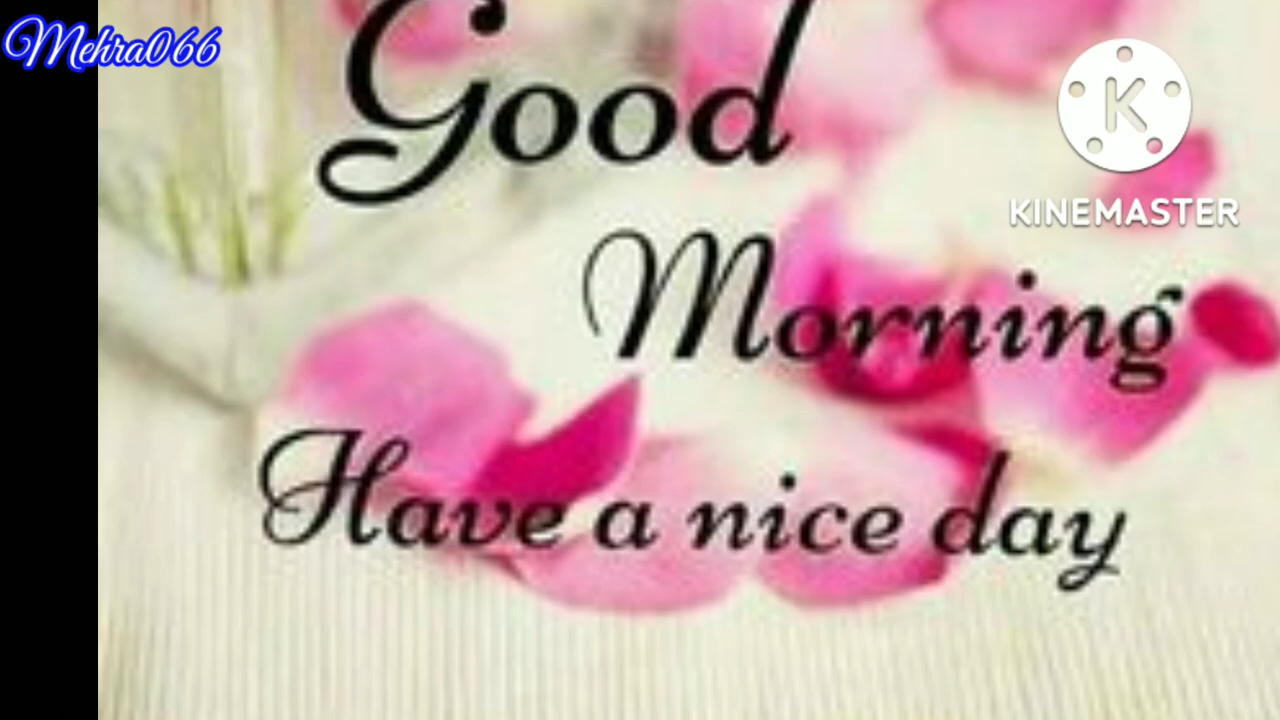 Mehra066
Good
Morning
Have a nice day
K
KINEMASTER